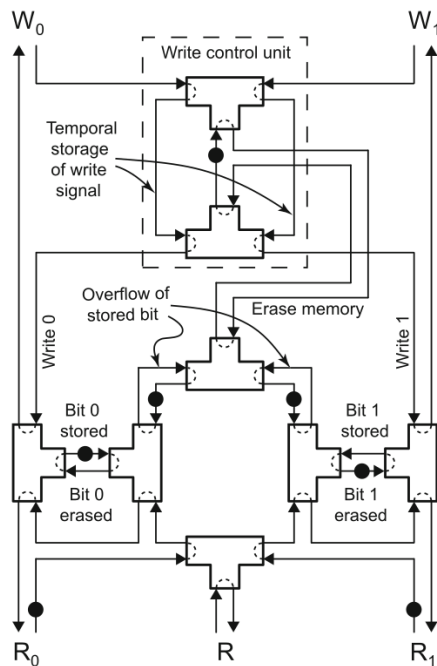 W0 W1
Write control unit
Temporal
storage
of write
signal
Overflow of
stored bit
Erase memory
Write 0
Write 1
Bit 0
stored
Bit 0
erased
Bit 1
stored
Bit 1
erased
R0 R R1